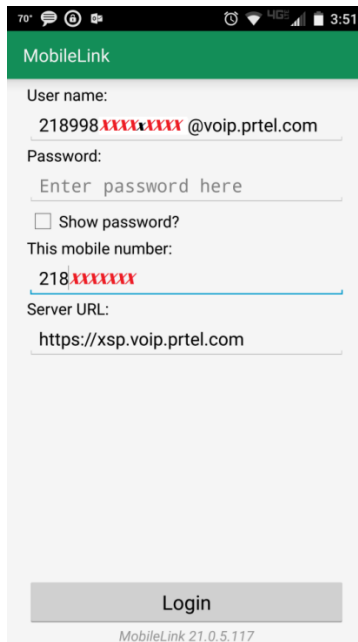 70° 4G 3:51
MobileLink
User name:
218998XXXXxXXXX @voip.prtel.com
Password:
Enter password here
Show password?
This mobile number:
218XXXXXXX
Server URL:
https://xsp.voip.prtel.com
Login
MobileLink 21.0.5.117